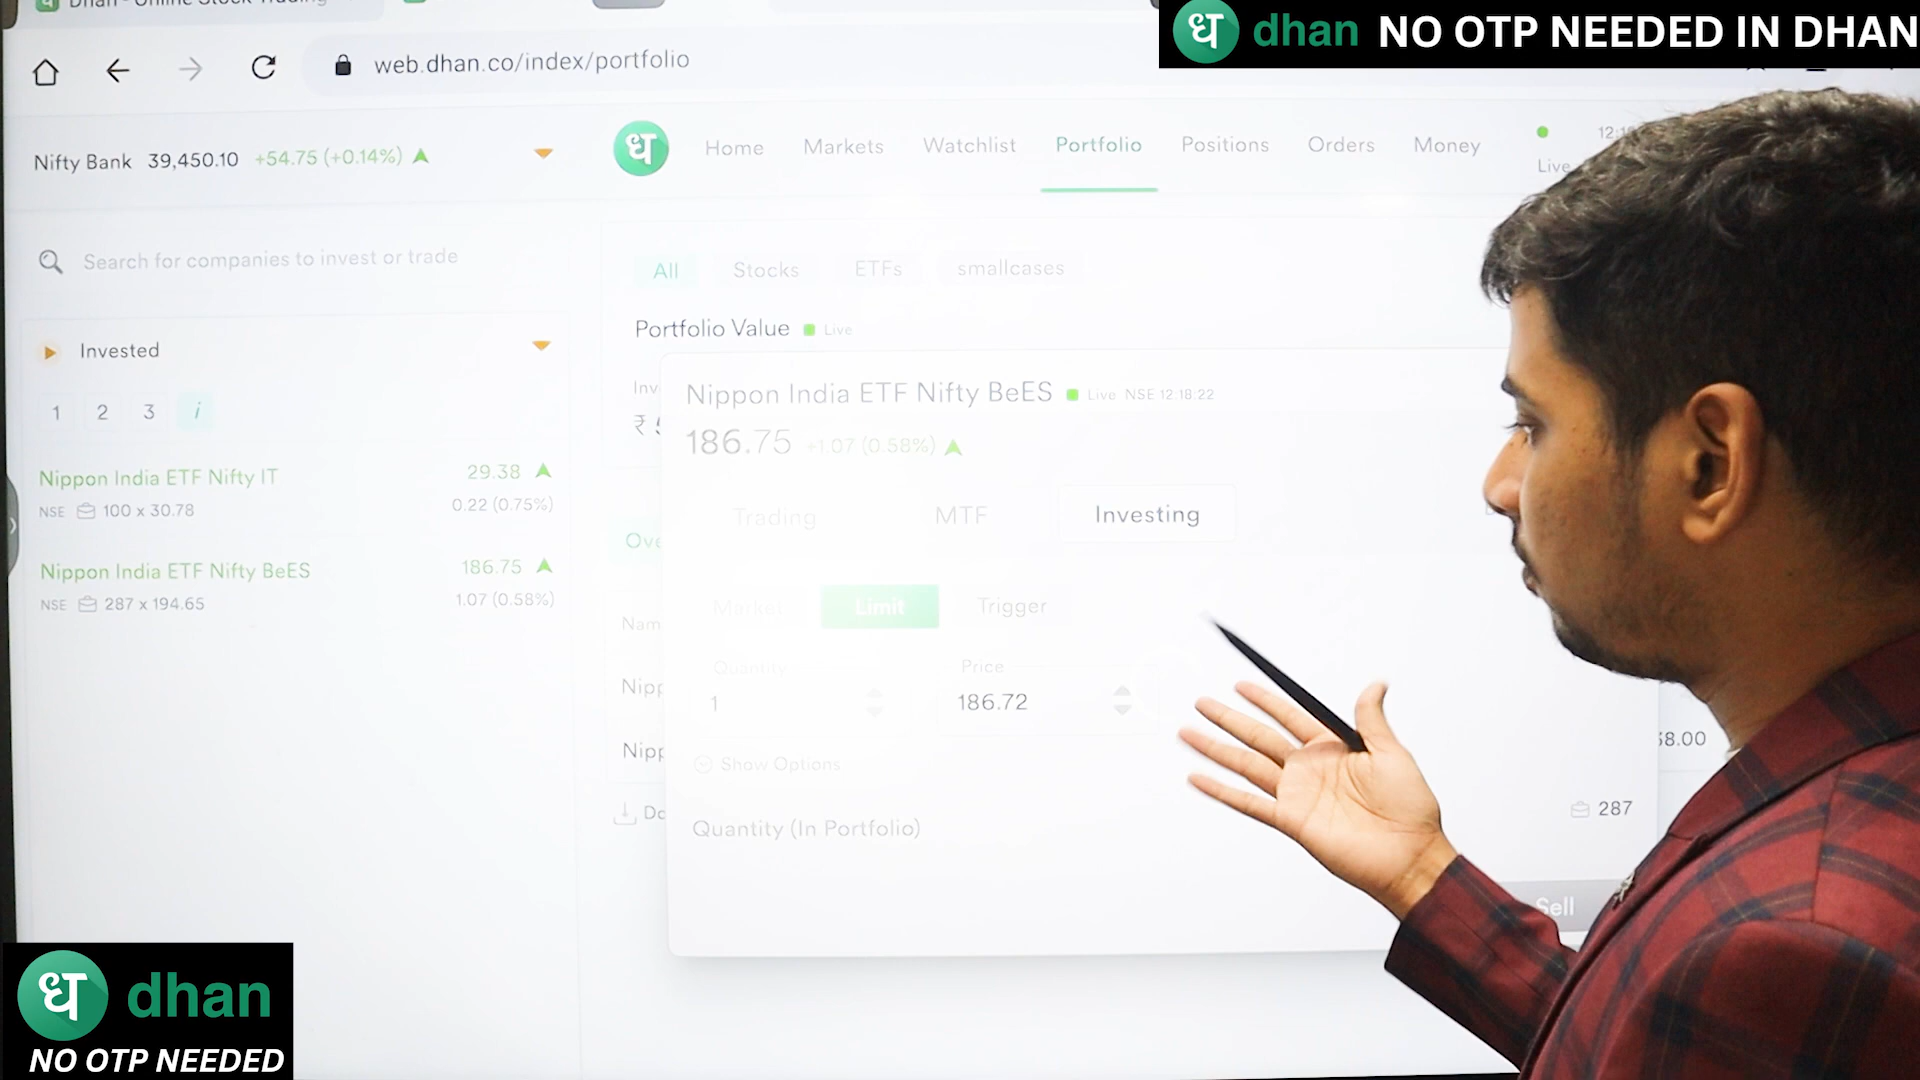 dhan NO OTP NEEDED IN DHAN
web.dhan.co/index/portfolio
Nifty Bank 39,450.10 +54.75 (+0.14%)
ध Home Markets Watchlist Portfolio Positions Orders Money
Live
Search for companies to invest or trade
All Stocks ETFs smallcases
Portfolio Value Live
Invested
1 2 3 i
Nippon India ETF Nifty IT 29.38
NSE 100 x 30.78 0.22 (0.75%)
Nippon India ETF Nifty BeES 186.75
NSE 287 x 194.65 1.07 (0.58%)
Nippon India ETF Nifty BeES Live NSE 12:18:22
186.75 +1.07 (0.58%)
Trading MTF Investing
Market Limit Trigger
Quantity Price
1 186.72
Show Options
Quantity (In Portfolio) 287
Sell
ध dhan
NO OTP NEEDED